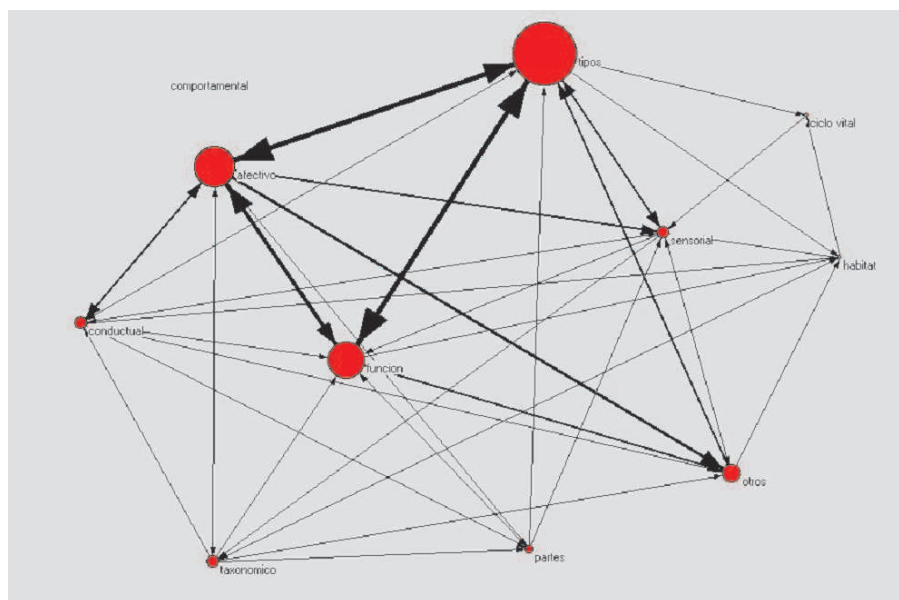 tipos
comportamental
ciclo vital
afectivo
sensorial
habitat
conductual
funcion
otros
partes
taxonomico